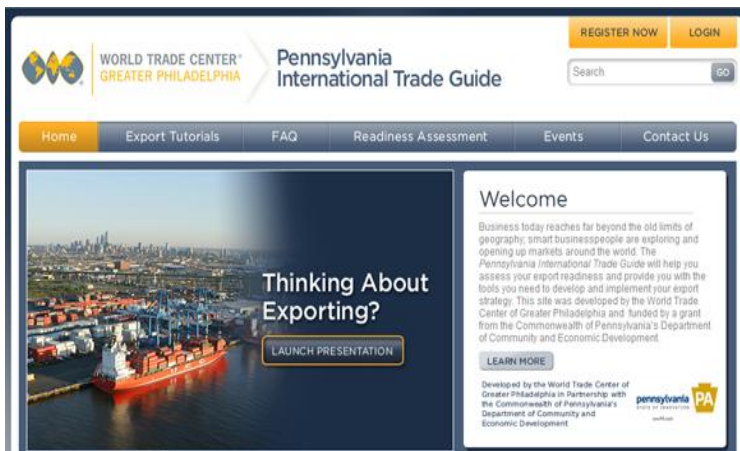 REGISTER NOW
LOGIN
WORLD TRADE CENTER®
GREATER PHILADELPHIA
Pennsylvania
International Trade Guide
Search
GO
Home
Export Tutorials
FAQ
Readiness Assessment
Events
Contact Us
Thinking About
Exporting?
LAUNCH PRESENTATION
Welcome
Business today reaches far beyond the old limits of
geography; smart businesspeople are exploring and
opening up markets around the world. The
Pennsylvania International Trade Guide will help you
assess your export readiness and provide you with the
tools you need to develop and implement your export
strategy. This site was developed by the World Trade
Center of Greater Philadelphia and funded by a grant
from the Commonwealth of Pennsylvania's Department
of Community and Economic Development
LEARN MORE
Developed by the World Trade Center of
Greater Philadelphia in Partnership with
the Commonwealth of Pennsylvania's
Department of Community and
Economic Development
pennsylvania
PA
STATE OF INNOVATION